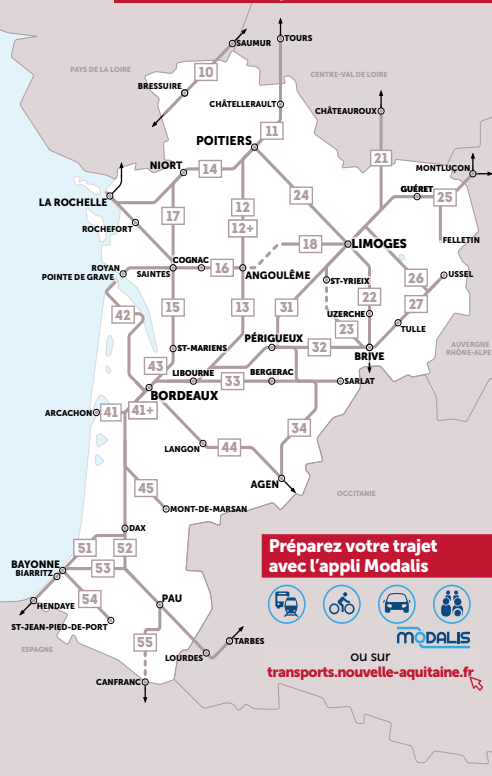 TOURS
SAUMUR
PAYS DE LA LOIRE
10
CENTRE-VAL DE LOIRE
BRESSUIRE
CHÂTELLERAULT
CHÂTEAUROUX
11
POITIERS
21
NIORT
14
MONTLUÇON
GUÉRET
24
25
LA ROCHELLE
17
12
12+
ROCHEFORT
18
LIMOGES
FELLETIN
COGNAC
ROYAN
POINTE DE GRAVE
SAINTES
16
ANGOULÊME
ST-YRIEIX
26
USSEL
22
27
42
15
13
31
UZERCHE
23
TULLE
PÉRIGUEUX
32
AUVERGNE
RHÔNE-ALPE
ST-MARIENS
BRIVE
43
LIBOURNE
33
BERGERAC
SARLAT
BORDEAUX
ARCACHON
41
41+
34
LANGON
44
AGEN
45
OCCITANIE
MONT-DE-MARSAN
DAX
51
52
Préparez votre trajet
avec l'appli Modalis
BAYONNE
BIARRITZ
53
54
HENDAYE
PAU
ST-JEAN-PIED-DE-PORT
MODALIS
55
TARBES
ESPAGNE
LOURDES
ou sur
transports.nouvelle-aquitaine.fr
CANFRANC